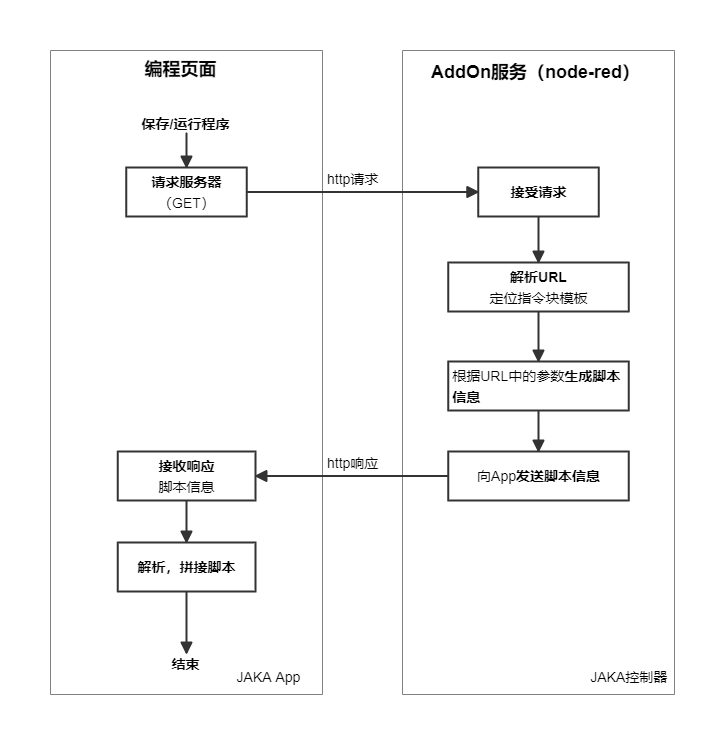 编程页面
AddOn服务（node-red）
保存/运行程序
请求服务器
（GET）
http请求
接受请求
解析URL
定位指令块模板
根据URL中的参数生成脚本
信息
向App发送脚本信息
http响应
接收响应
脚本信息
解析，拼接脚本
结束
JAKA App
JAKA控制器